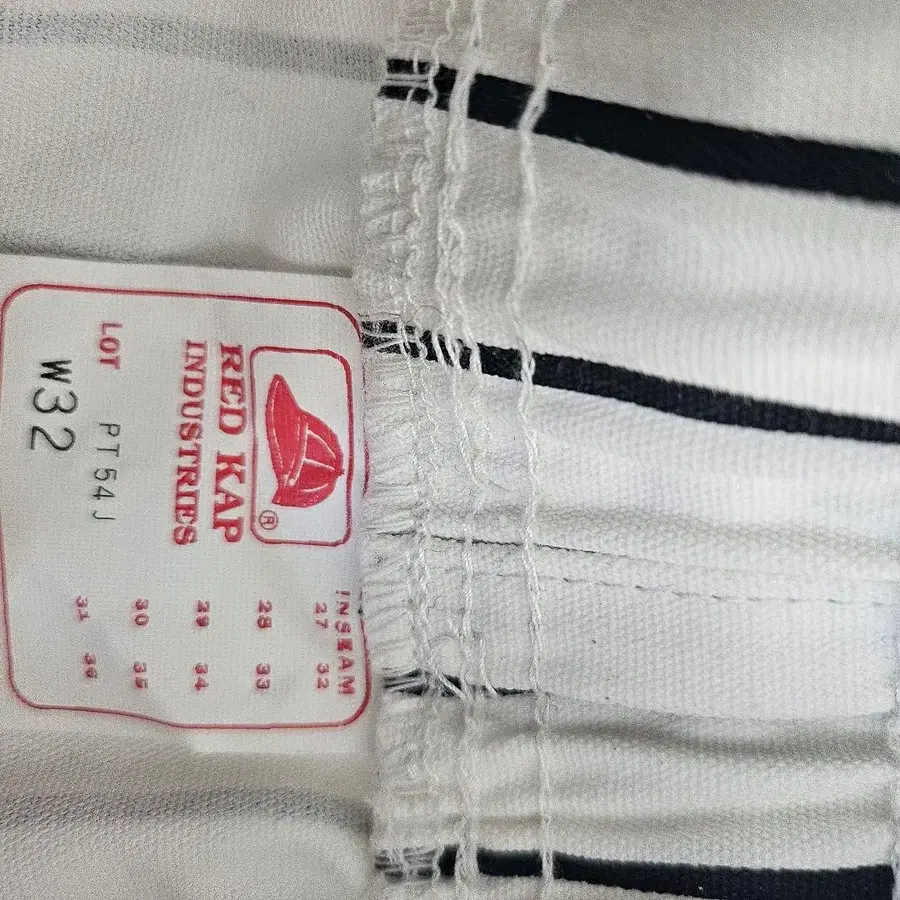 ®
RED KAP
INDUSTRIES
LOT PT54J
W32
INSEAM
27 32
28 33
29 34
30 35
31 36